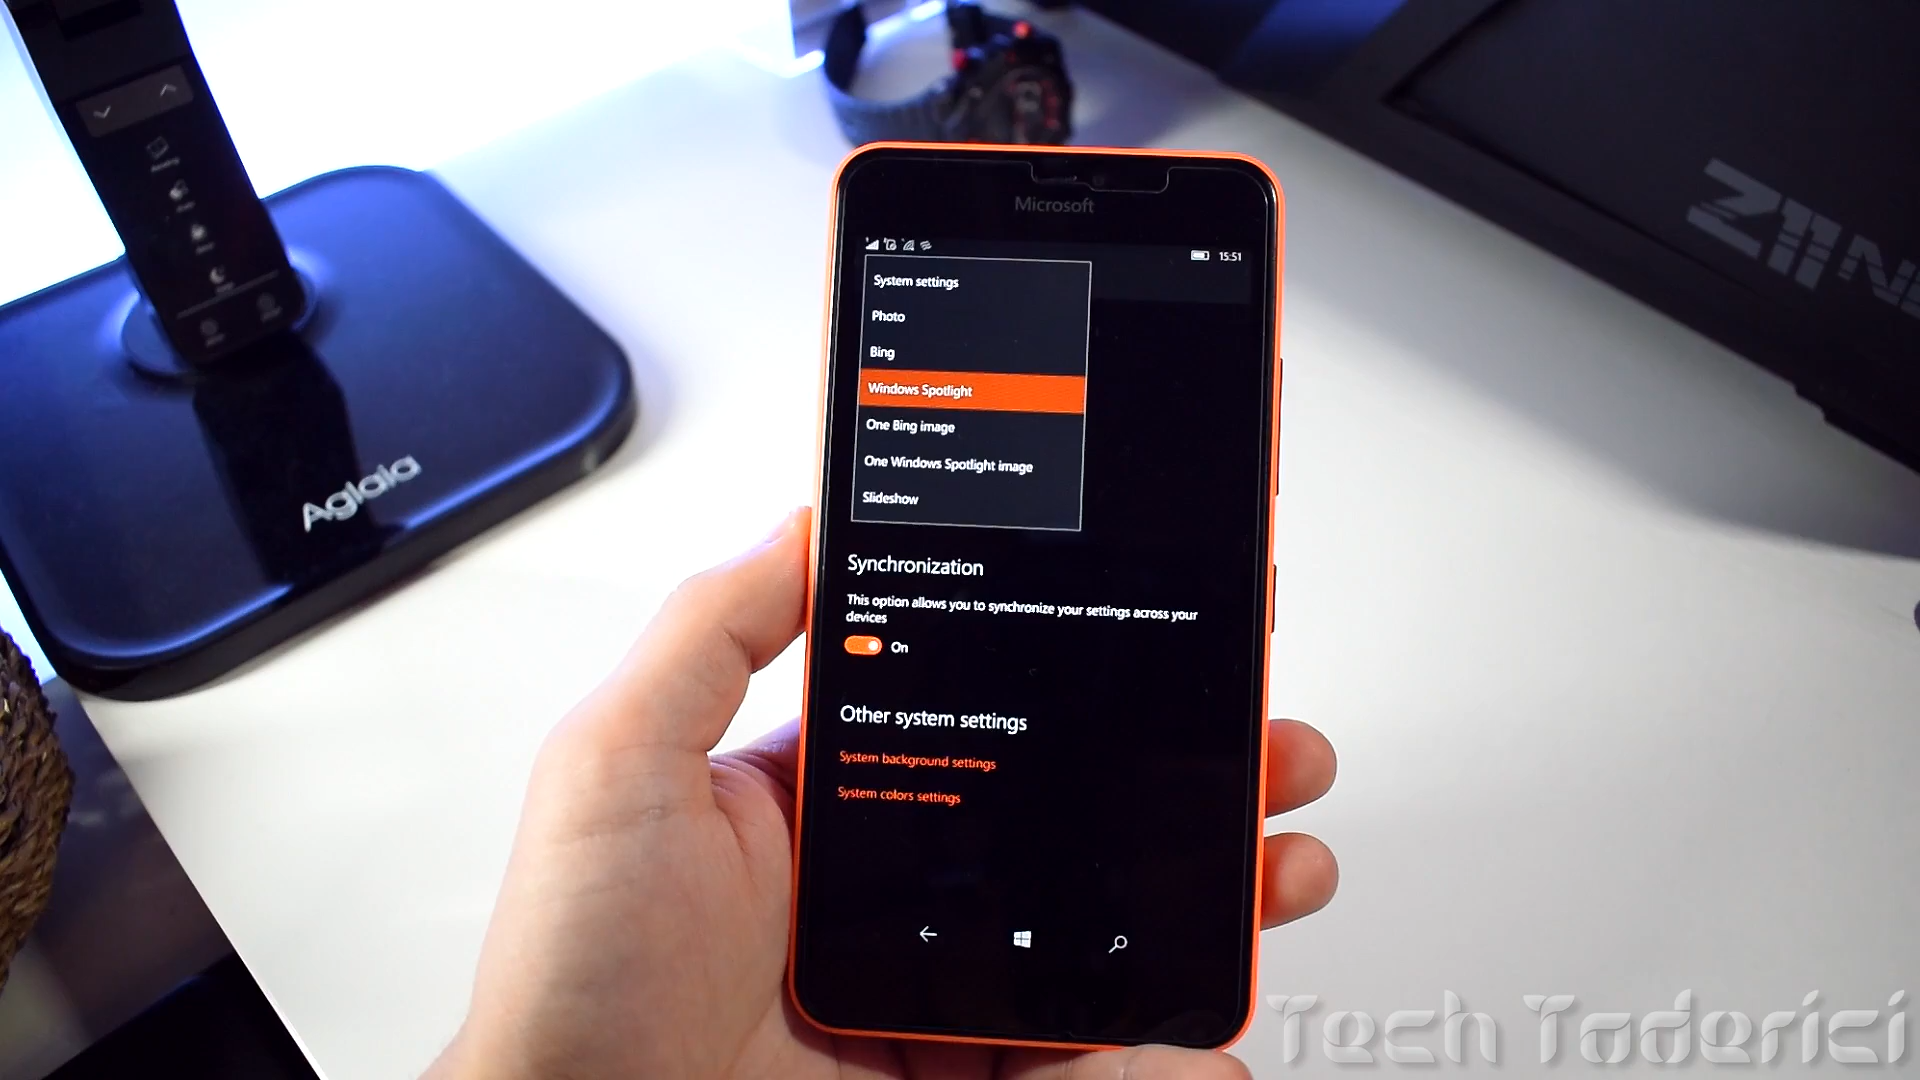 Microsoft
15:51
System settings
Photo
Bing
Windows Spotlight
One Bing image
One Windows Spotlight image
Slideshow
Synchronization
This option allows you to synchronize your settings across your
devices
On
Other system settings
System background settings
System colors settings
Aglaia
Tech Toderici